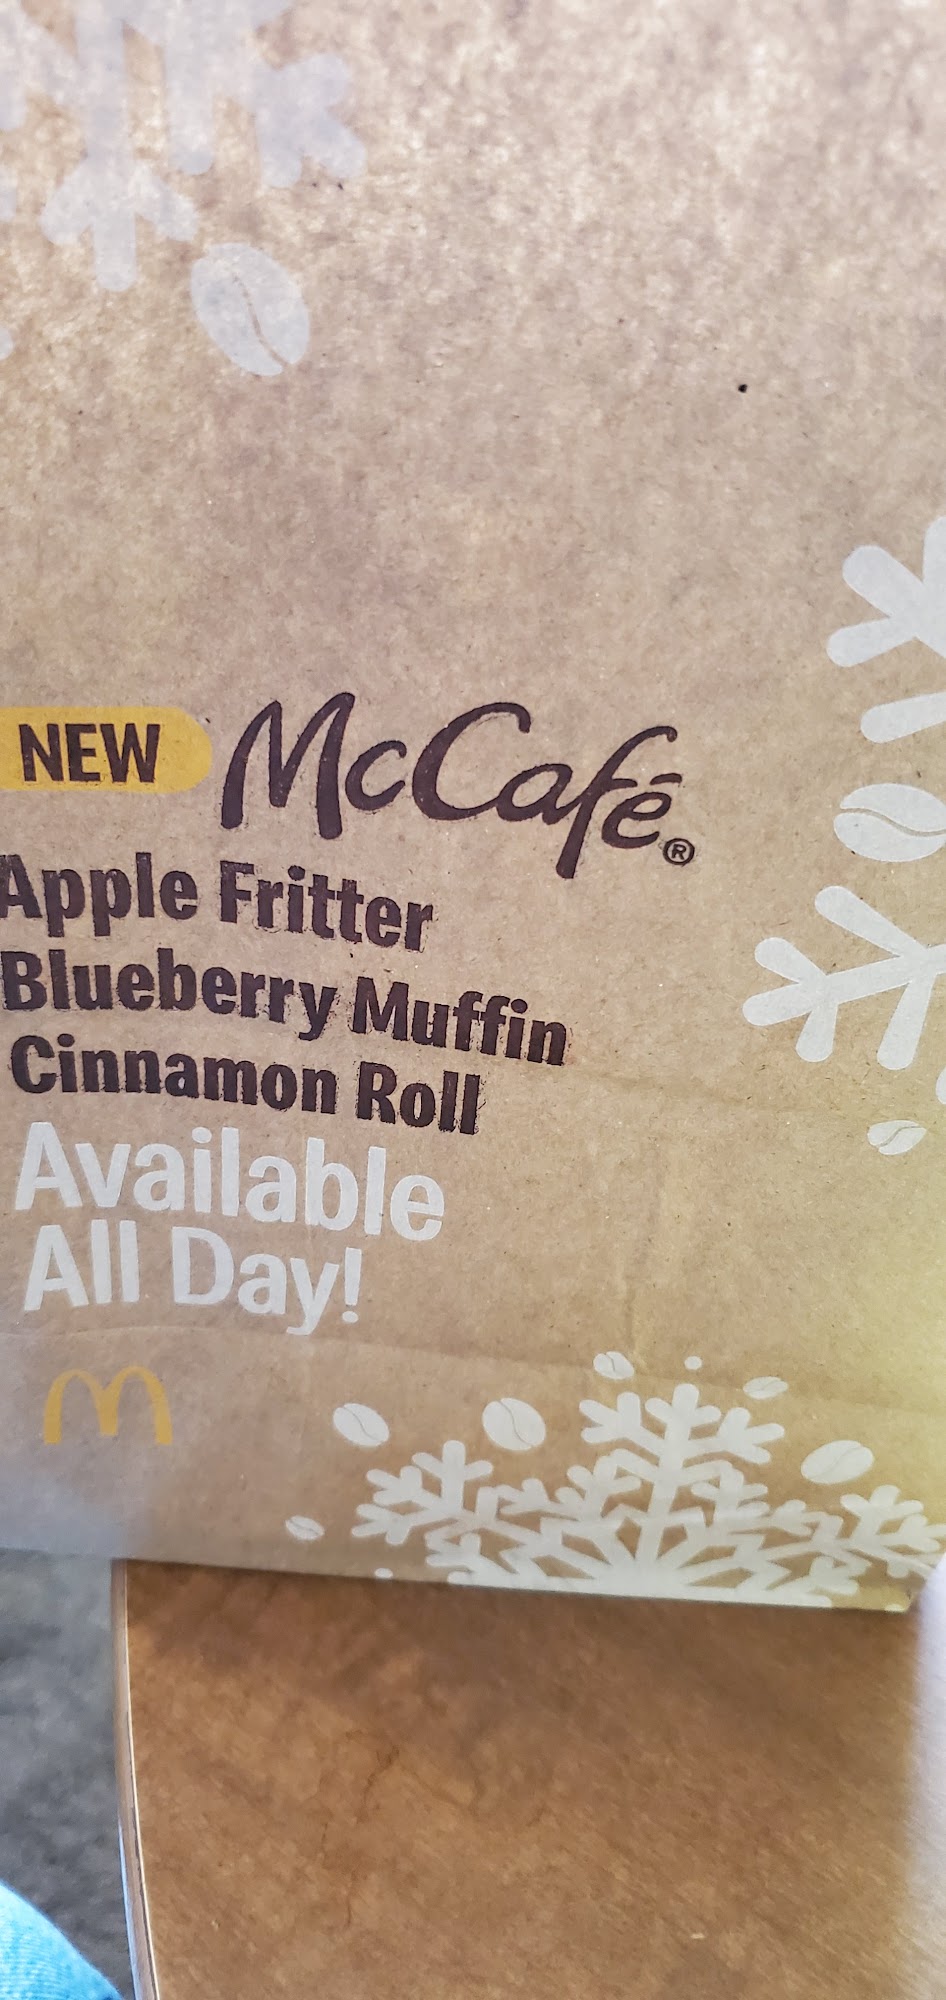 NEW McCafé®
Apple Fritter
Blueberry Muffin
Cinnamon Roll
Available
All Day!